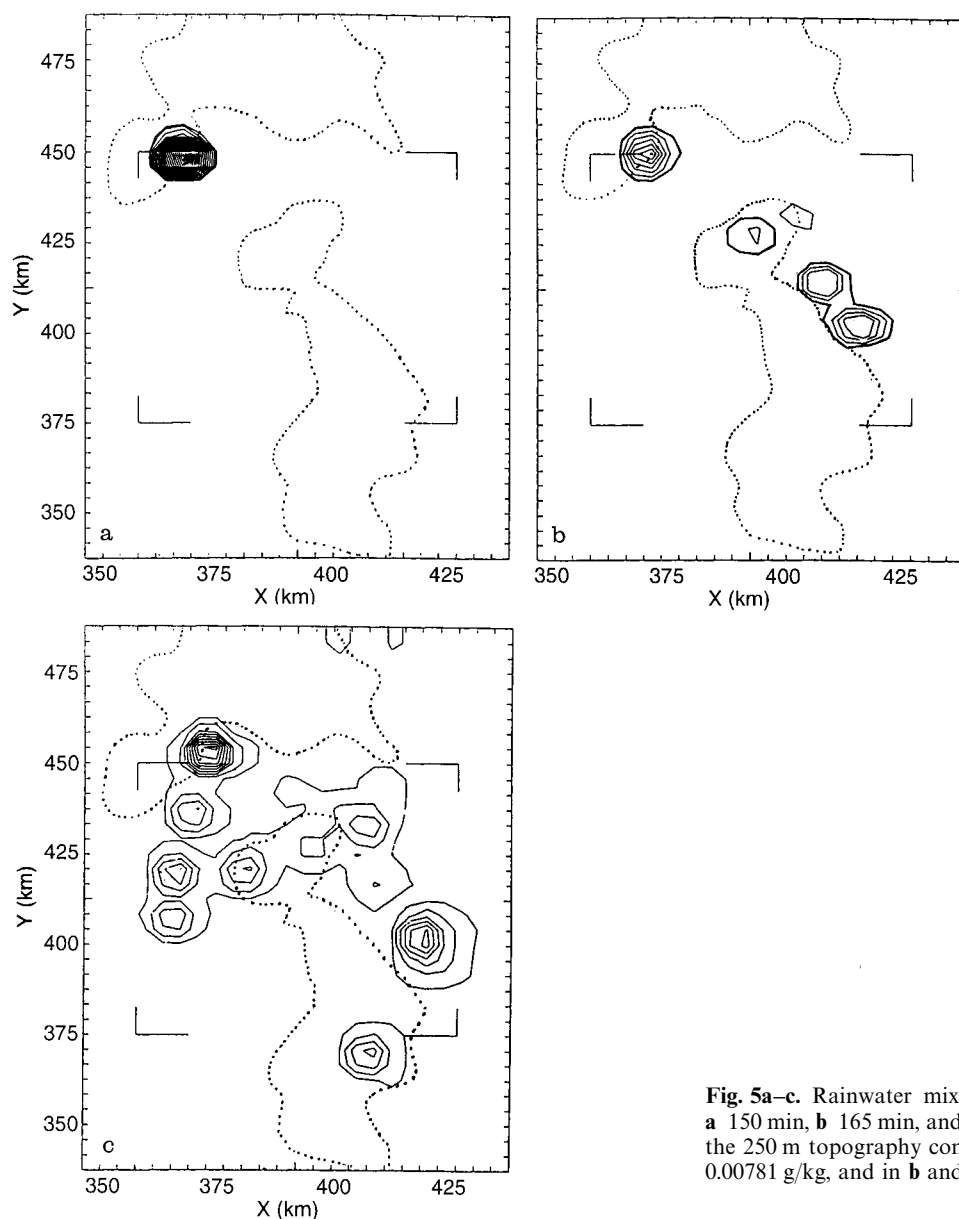 475
450
425
400
375
350
Y (km)
a
350 375 400 425
X (km)
b
350 375 400 425
X (km)
475
450
425
400
375
350
Y (km)
c
350 375 400 425
X (km)
Fig. 5a–c. Rainwater mix
a 150 min, b 165 min, and
the 250 m topography con
0.00781 g/kg, and in b and